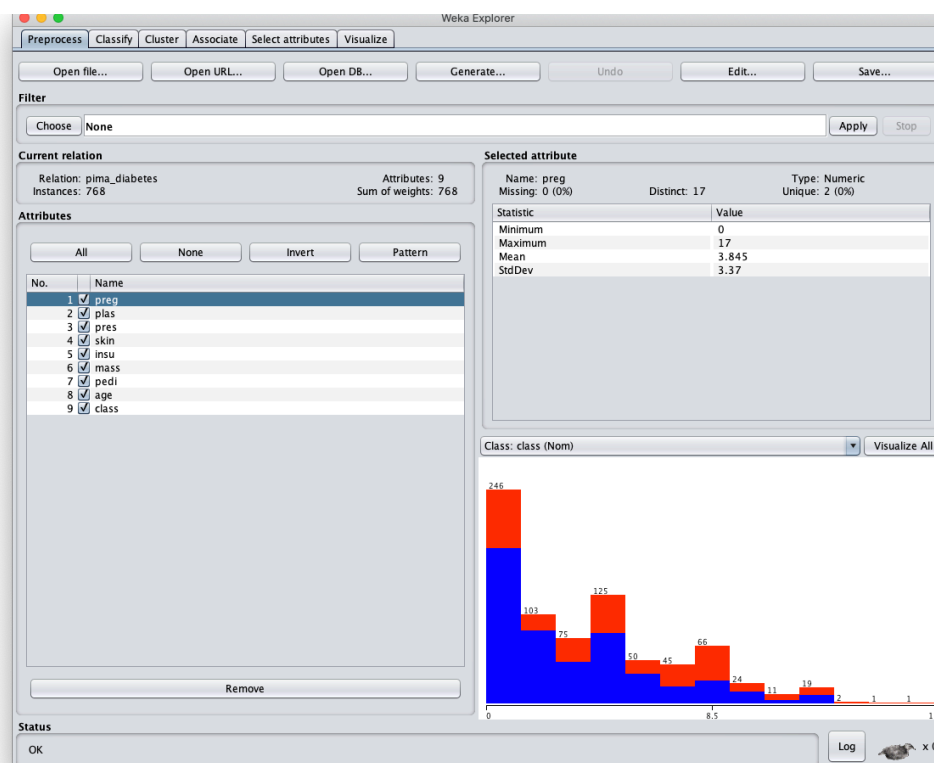 Weka Explorer
Preprocess Classify Cluster Associate Select attributes Visualize
Open file... Open URL... Open DB... Generate... Undo Edit... Save...
Filter
Choose None Apply Stop
Current relation
Relation: pima_diabetes Attributes: 9
Instances: 768 Sum of weights: 768
Attributes
All None Invert Pattern
No. Name
1 preg
2 plas
3 pres
4 skin
5 insu
6 mass
7 pedi
8 age
9 class
Remove
Selected attribute
Name: preg Type: Numeric
Missing: 0 (0%) Distinct: 17 Unique: 2 (0%)
Statistic Value
Minimum 0
Maximum 17
Mean 3.845
StdDev 3.37
Class: class (Nom) Visualize All
246
103
75
125
50
45
66
24
11
19
2
1
1
0 8.5 1
Status
OK Log x